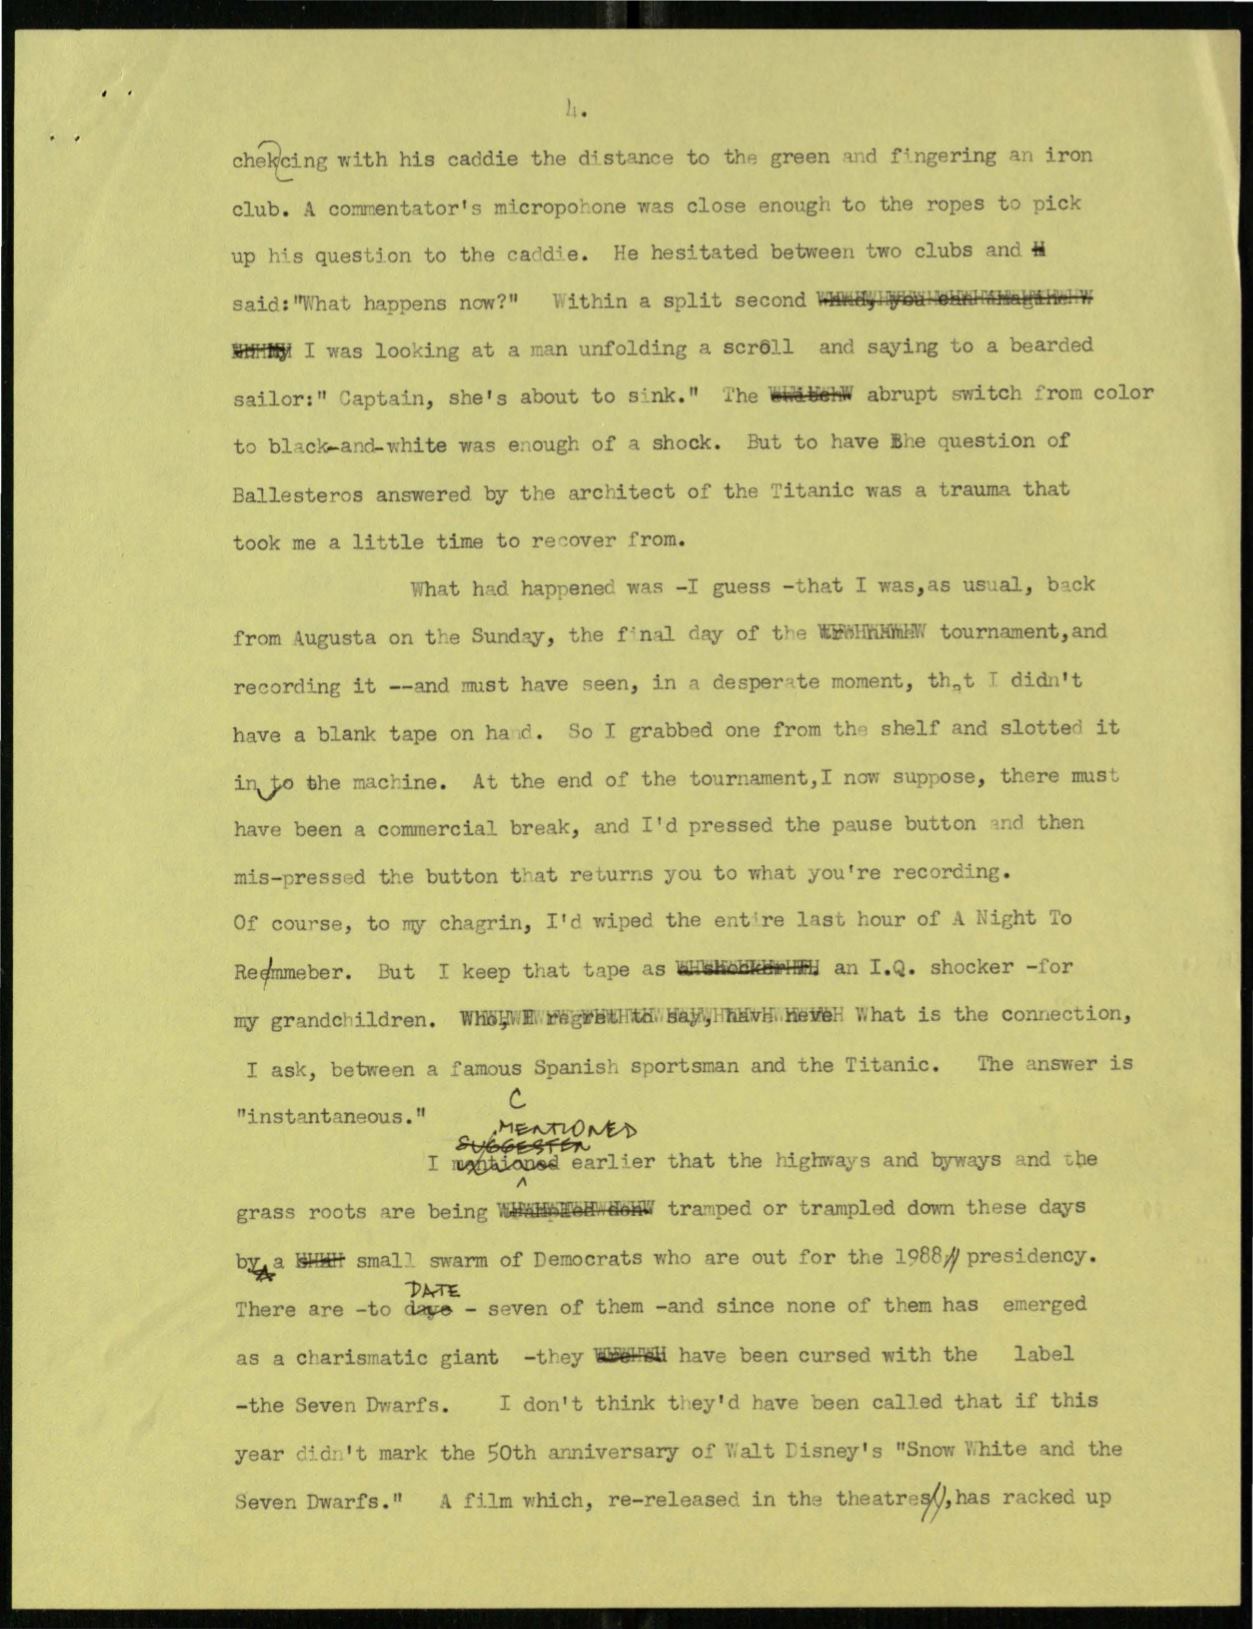 4.
chekcing with his caddie the distance to the green and fingering an iron
club. A commentator's micropohone was close enough to the ropes to pick
up his question to the caddie. He hesitated between two clubs and
said:"What happens now?" Within a split second
I was looking at a man unfolding a scroll and saying to a bearded
sailor:" Captain, she's about to sink." The abrupt switch from color
to black-and-white was enough of a shock. But to have the question of
Ballesteros answered by the architect of the Titanic was a trauma that
took me a little time to recover from.
What had happened was -I guess -that I was,as usual, back
from Augusta on the Sunday, the final day of the tournament,and
recording it --and must have seen, in a desperate moment, that I didn't
have a blank tape on hand. So I grabbed one from the shelf and slotted it
in to the machine. At the end of the tournament,I now suppose, there must
have been a commercial break, and I'd pressed the pause button and then
mis-pressed the button that returns you to what you're recording.
Of course, to my chagrin, I'd wiped the entire last hour of A Night To
Remmeber. But I keep that tape as an I.Q. shocker -for
my grandchildren. What is the connection,
I ask, between a famous Spanish sportsman and the Titanic. The answer is
"instantaneous."
C
MENTIONED
SUGGESTED
I mentioned earlier that the highways and byways and the
grass roots are being tramped or trampled down these days
by a small swarm of Democrats who are out for the 1988 presidency.
DATE
There are -to days - seven of them -and since none of them has emerged
as a charismatic giant -they have been cursed with the label
-the Seven Dwarfs. I don't think they'd have been called that if this
year didn't mark the 50th anniversary of Walt Disney's "Snow White and the
Seven Dwarfs." A film which, re-released in the theatres,has racked up